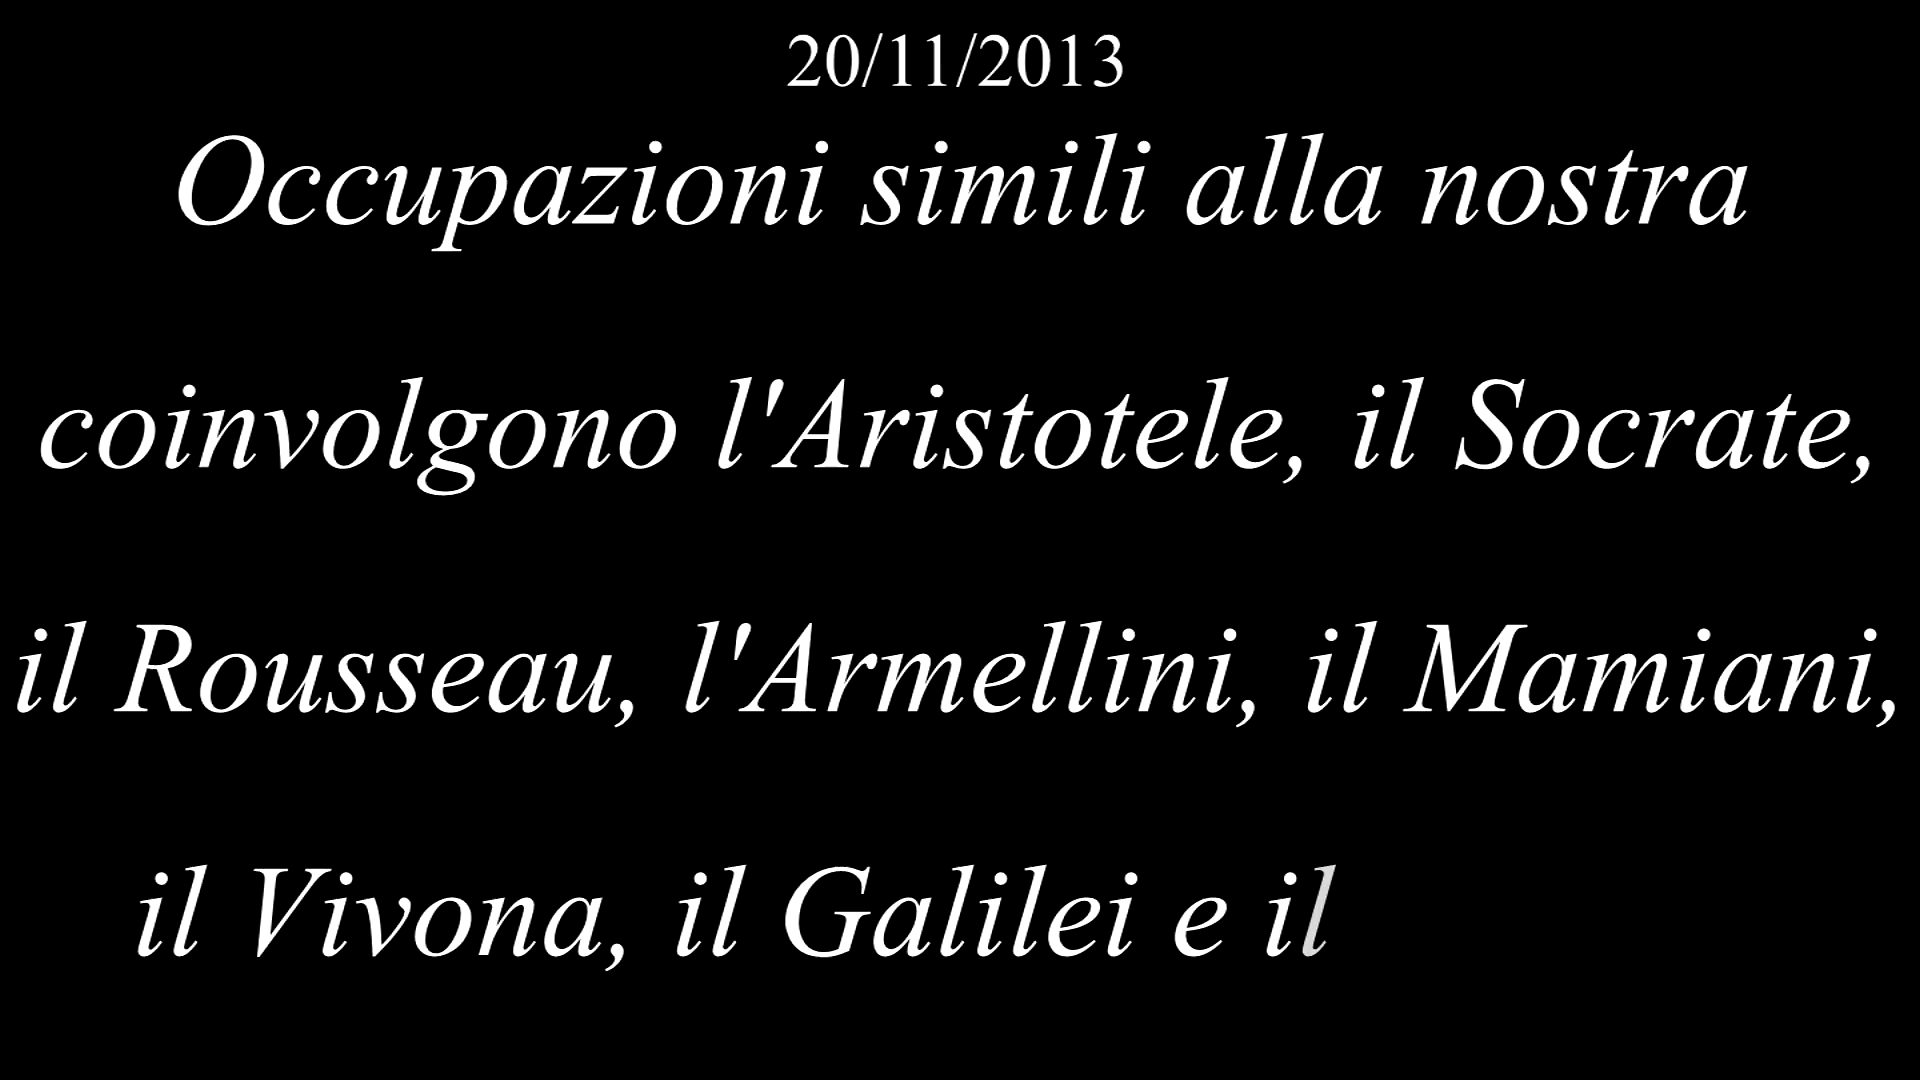 20/11/2013
Occupazioni simili alla nostra
coinvolgono l'Aristotele, il Socrate,
il Rousseau, l'Armellini, il Mamiani,
il Vivona, il Galilei e il